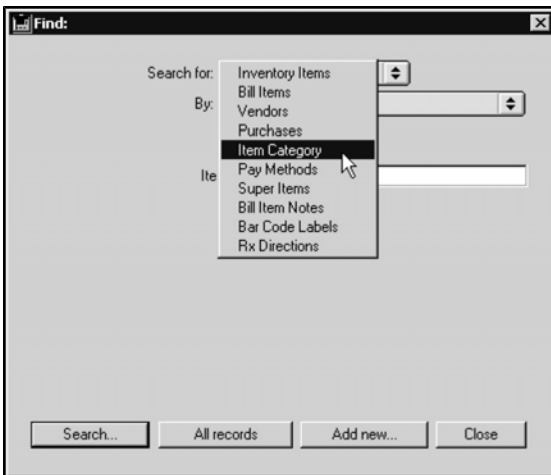 Find:
Search for:
By:
Ite
Inventory Items
Bill Items
Vendors
Purchases
Item Category
Pay Methods
Super Items
Bill Item Notes
Bar Code Labels
Rx Directions
Search...
All records
Add new...
Close